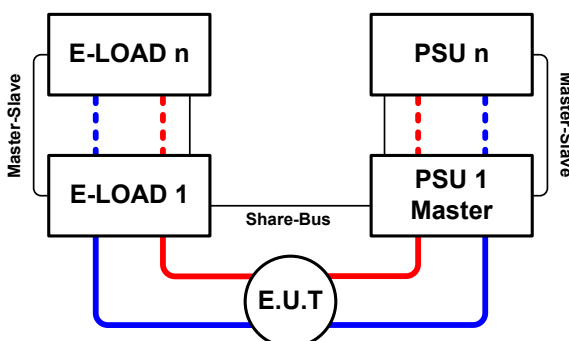 E-LOAD n
PSU n
Master-Slave
Master-Slave
E-LOAD 1
PSU 1
Master
Share-Bus
E.U.T